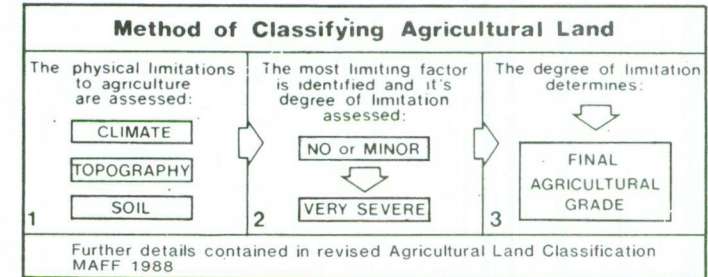 Method of Classifying Agricultural Land
The physical limitations
to agriculture
are assessed:
CLIMATE
TOPOGRAPHY
SOIL
1
The most limiting factor
is identified and it's
degree of limitation
assessed:
NO or MINOR
VERY SEVERE
2
The degree of limitation
determines:
FINAL
AGRICULTURAL
GRADE
3
Further details contained in revised Agricultural Land Classification
MAFF 1988